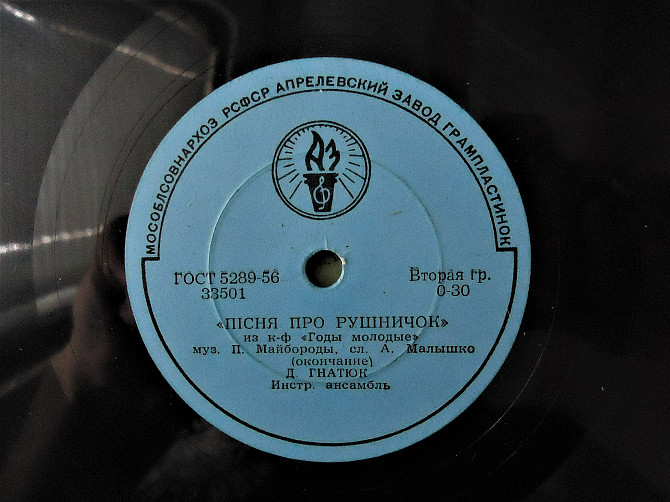 МОСОБЛСОВНАРХОЗ РСФСР АПРЕЛЕВСКИЙ ЗАВОД ГРАМПЛАСТИНОК
АЗ
ГОСТ 5289-56 Вторая гр.
33501 0-30
«ПІСНЯ ПРО РУШНИЧОК»
из к-ф «Годы молодые»
муз. П. Майбороды, сл. А. Малышко
(окончание)
Д. ГНАТЮК
Инстр. ансамбль